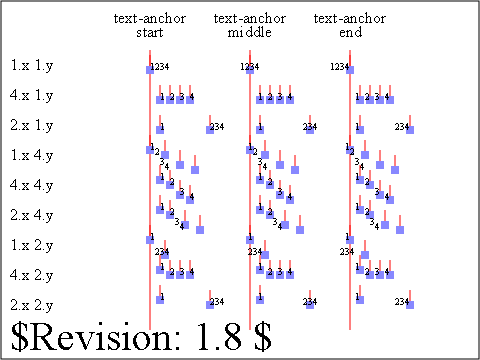 text-anchor text-anchor text-anchor
start middle end
1.x 1.y 1234 1234 1234
4.x 1.y 1 2 3 4 1 2 3 4 1 2 3 4
2.x 1.y 1 234 1 234 1 234
1.x 4.y 1 2 3 4 1 2 3 4 1 2 3 4
4.x 4.y 1 2 3 4 1 2 3 4 1 2 3 4
2.x 4.y 1 2 3 4 1 2 3 4 1 2 3 4
1.x 2.y 1 234 1 234 1 234
4.x 2.y 1 2 3 4 1 2 3 4 1 2 3 4
2.x 2.y 1 234 1 234 1 234
$Revision: 1.8 $